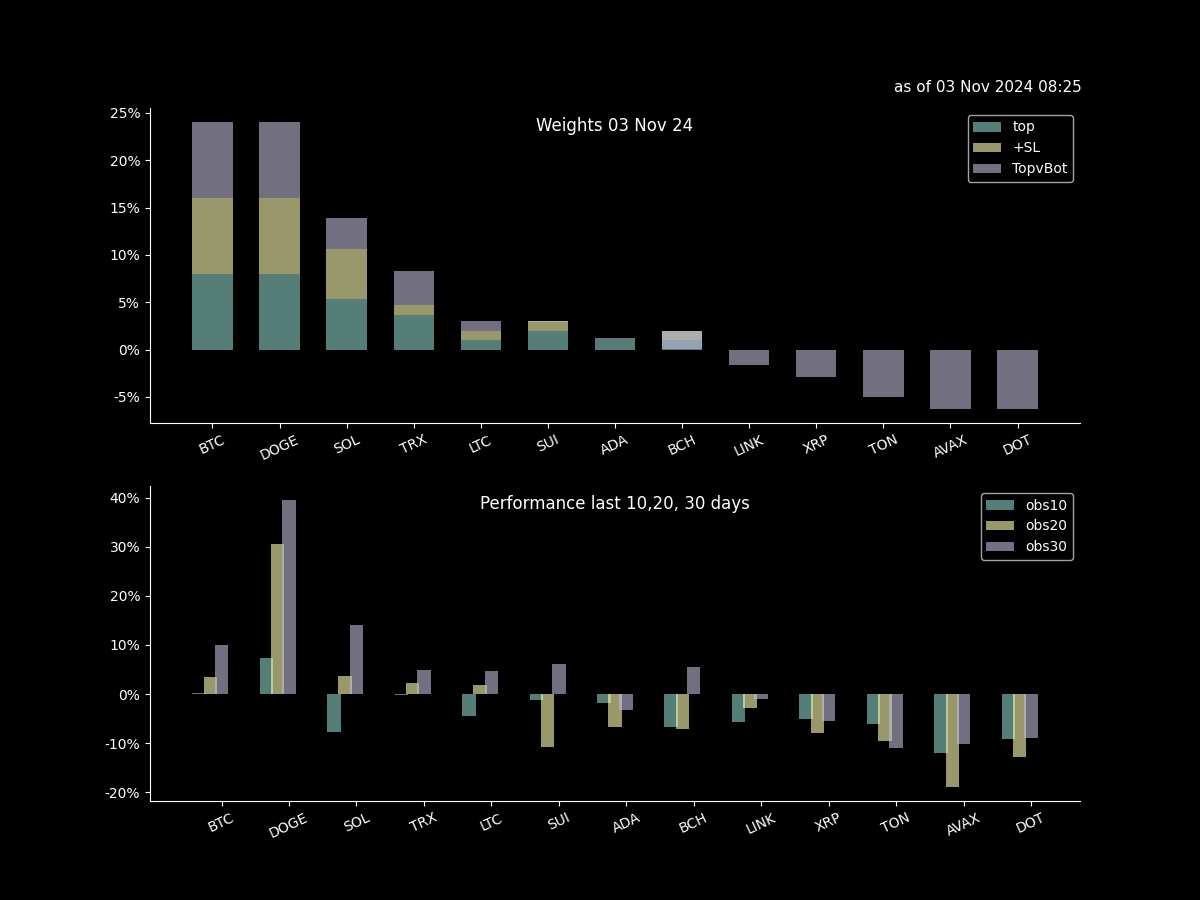 as of 03 Nov 2024 08:25
Weights 03 Nov 24
25%
20%
15%
10%
5%
0%
-5%
top
+SL
TopvBot
BTC DOGE SOL TRX LTC SUI ADA BCH LINK XRP TON AVAX DOT
Performance last 10,20, 30 days
40%
30%
20%
10%
0%
-10%
-20%
obs10
obs20
obs30
BTC DOGE SOL TRX LTC SUI ADA BCH LINK XRP TON AVAX DOT